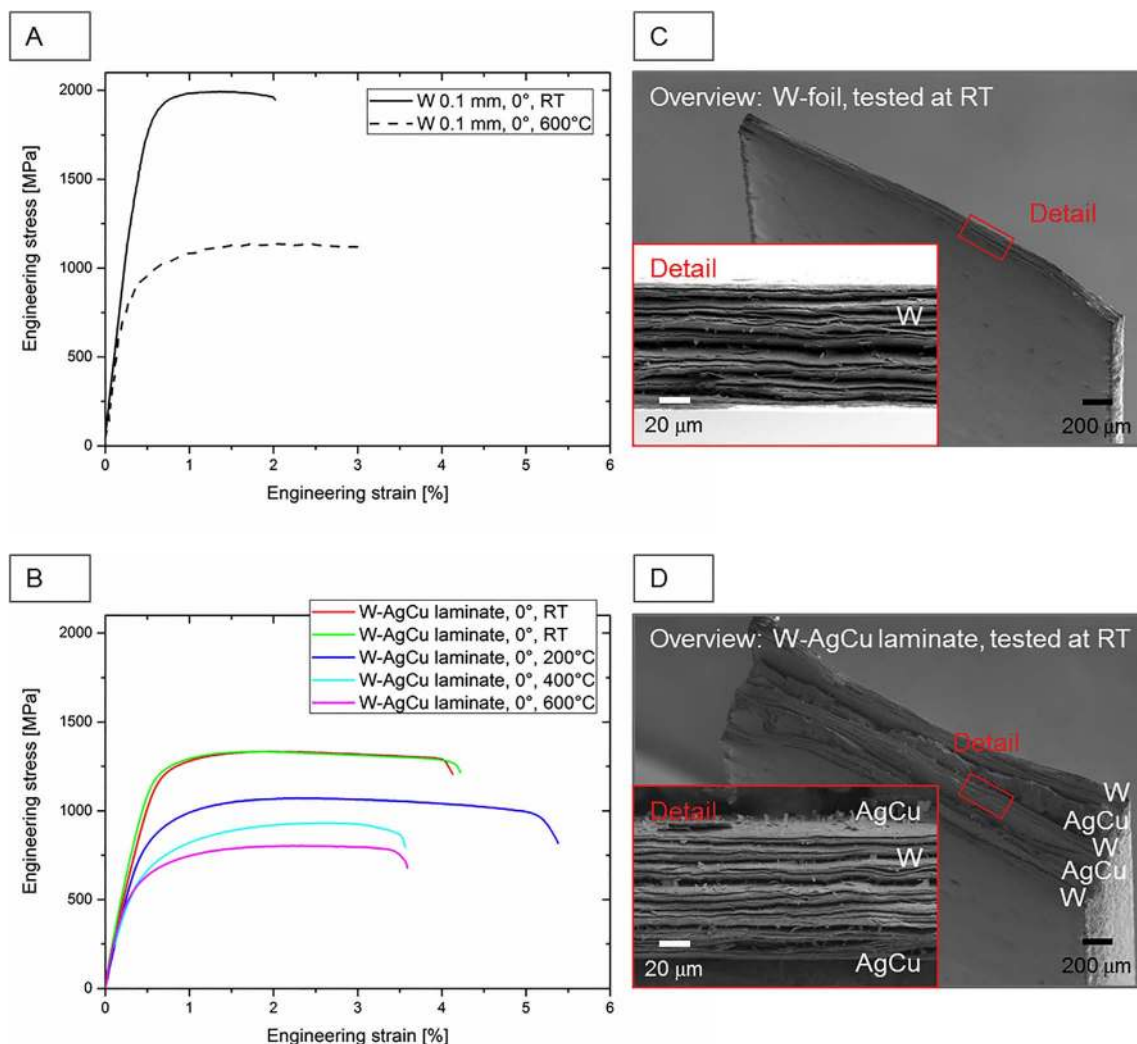 A
2000
1500
1000
500
0
Engineering stress [MPa]
0 1 2 3 4 5 6
Engineering strain [%]
W 0.1 mm, 0°, RT
W 0.1 mm, 0°, 600°C
C
Overview: W-foil, tested at RT
Detail
Detail
W
20 μm
200 μm
B
2000
1500
1000
500
0
Engineering stress [MPa]
0 1 2 3 4 5 6
Engineering strain [%]
W-AgCu laminate, 0°, RT
W-AgCu laminate, 0°, RT
W-AgCu laminate, 0°, 200°C
W-AgCu laminate, 0°, 400°C
W-AgCu laminate, 0°, 600°C
D
Overview: W-AgCu laminate, tested at RT
Detail
W
AgCu
W
AgCu
W
Detail
AgCu
W
20 μm
AgCu
200 μm